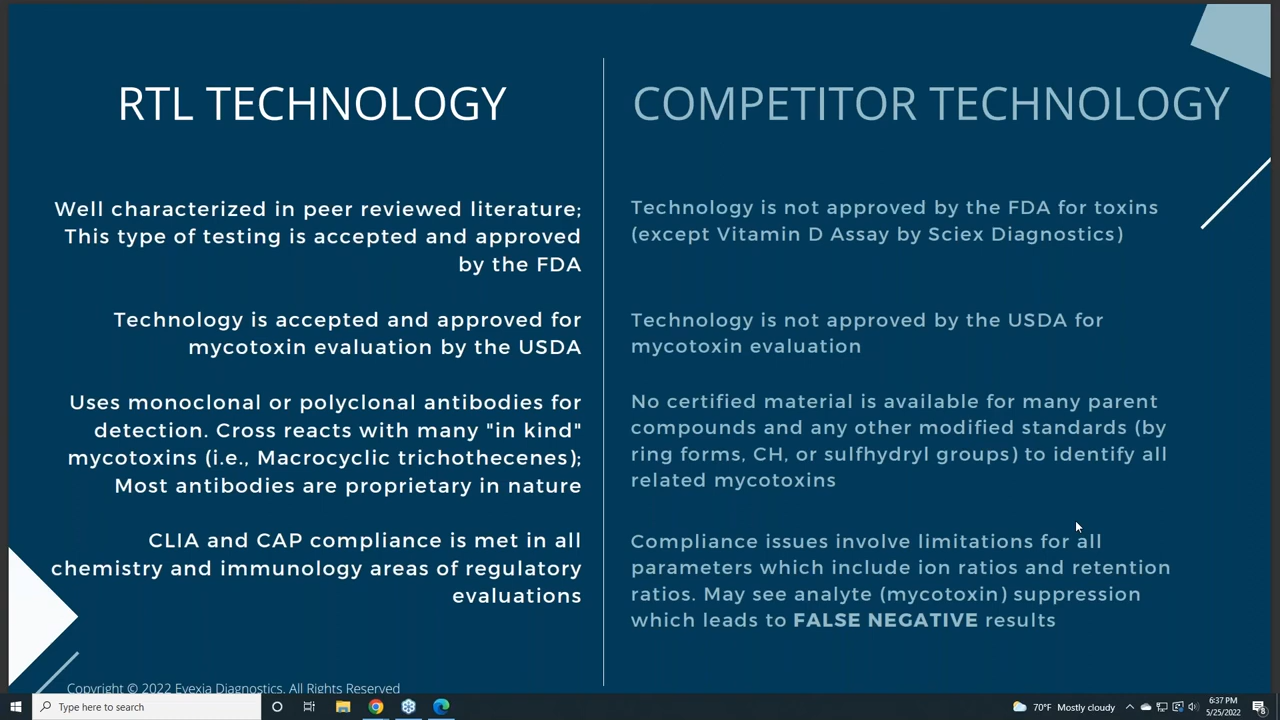 RTL TECHNOLOGY
Well characterized in peer reviewed literature;
This type of testing is accepted and approved
by the FDA
Technology is accepted and approved for
mycotoxin evaluation by the USDA
Uses monoclonal or polyclonal antibodies for
detection. Cross reacts with many "in kind"
mycotoxins (i.e., Macrocyclic trichothecenes);
Most antibodies are proprietary in nature
CLIA and CAP compliance is met in all
chemistry and immunology areas of regulatory
evaluations
COMPETITOR TECHNOLOGY
Technology is not approved by the FDA for toxins
(except Vitamin D Assay by Sciex Diagnostics)
Technology is not approved by the USDA for
mycotoxin evaluation
No certified material is available for many parent
compounds and any other modified standards (by
ring forms, CH, or sulfhydryl groups) to identify all
related mycotoxins
Compliance issues involve limitations for all
parameters which include ion ratios and retention
ratios. May see analyte (mycotoxin) suppression
which leads to FALSE NEGATIVE results
Copyright © 2022 Evexia Diagnostics. All Rights Reserved
Type here to search
70°F Mostly cloudy
6:37 PM
5/25/2022
8